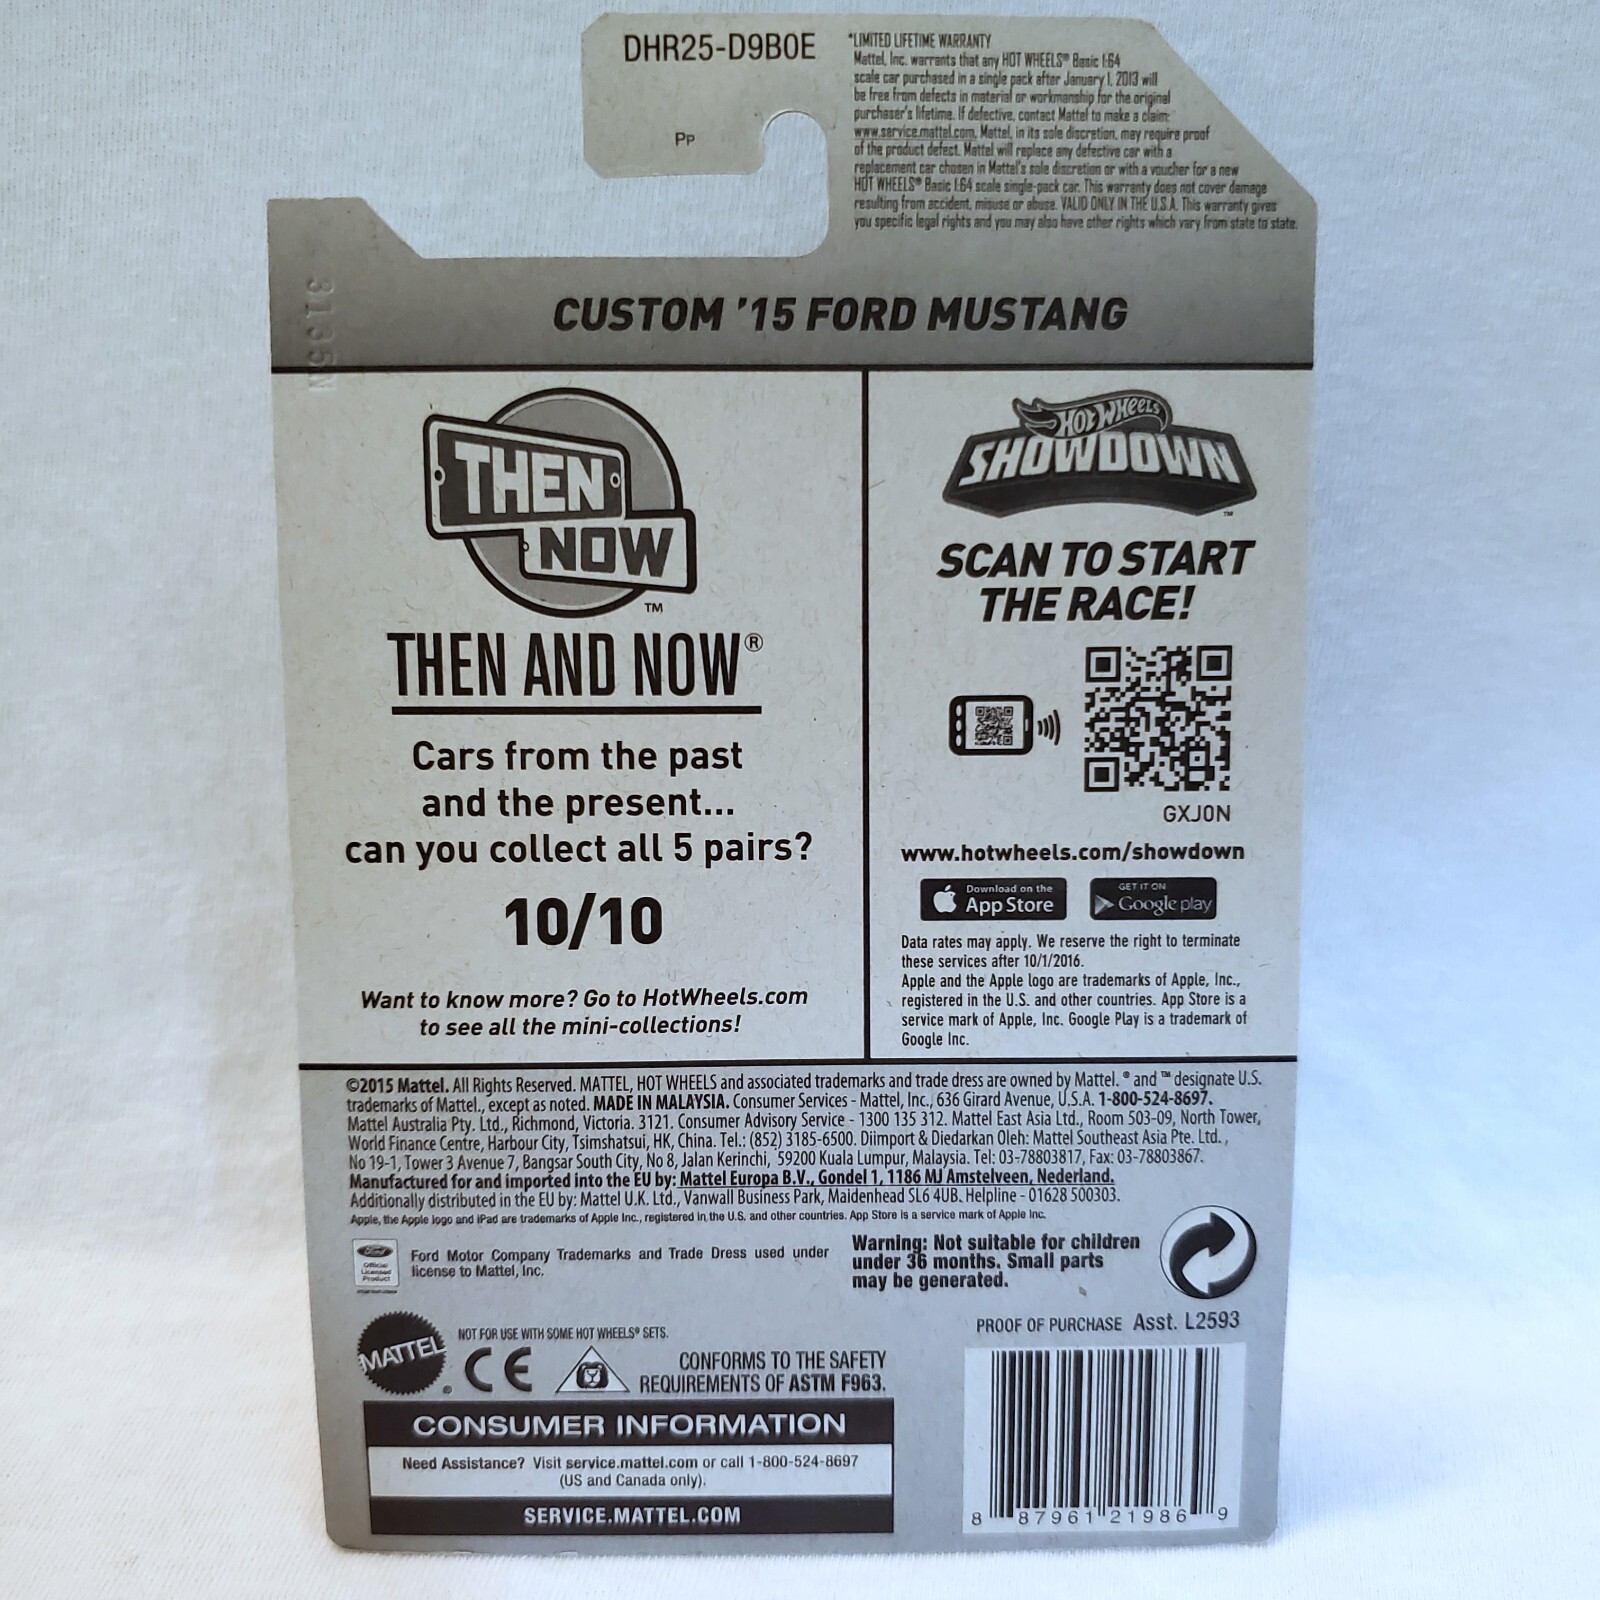 DHR25-D9B0E
PP
*LIMITED LIFETIME WARRANTY
Mattel, Inc. warrants that any HOT WHEELS® Basic 1:64
scale car purchased in a single pack after January 1, 2013 will
be free from defects in material or workmanship for the original
purchaser's lifetime. If defective, contact Mattel to make a claim:
www.service.mattel.com. Mattel, in its sole discretion, may require proof
of the product defect. Mattel will replace any defective car with a
replacement car chosen in Mattel's sole discretion or with a voucher for a new
HOT WHEELS® Basic 1:64 scale single-pack car. This warranty does not cover damage
resulting from accident, misuse or abuse. VALID ONLY IN THE U.S.A. This warranty gives
you specific legal rights and you may also have other rights which vary from state to state.
CUSTOM '15 FORD MUSTANG
THEN
NOW
™
THEN AND NOW®
Cars from the past
and the present...
can you collect all 5 pairs?
10/10
Want to know more? Go to HotWheels.com
to see all the mini-collections!
HOT WHEELS
SHOWDOWN
™
SCAN TO START
THE RACE!
GXJ0N
www.hotwheels.com/showdown
Download on the
App Store
GET IT ON
Google play
Data rates may apply. We reserve the right to terminate
these services after 10/1/2016.
Apple and the Apple logo are trademarks of Apple, Inc.,
registered in the U.S. and other countries. App Store is a
service mark of Apple, Inc. Google Play is a trademark of
Google Inc.
©2015 Mattel. All Rights Reserved. MATTEL, HOT WHEELS and associated trademarks and trade dress are owned by Mattel. ® and ™ designate U.S.
trademarks of Mattel., except as noted. MADE IN MALAYSIA. Consumer Services - Mattel, Inc., 636 Girard Avenue, U.S.A. 1-800-524-8697.
Mattel Australia Pty. Ltd., Richmond, Victoria. 3121. Consumer Advisory Service - 1300 135 312. Mattel East Asia Ltd., Room 503-09, North Tower,
World Finance Centre, Harbour City, Tsimshatsui, HK, China. Tel.: (852) 3185-6500. Diimport & Diedarkan Oleh: Mattel Southeast Asia Pte. Ltd.,
No 19-1, Tower 3 Avenue 7, Bangsar South City, No 8, Jalan Kerinchi, 59200 Kuala Lumpur, Malaysia. Tel: 03-78803817, Fax: 03-78803867.
Manufactured for and imported into the EU by: Mattel Europa B.V., Gondel 1, 1186 MJ Amstelveen, Nederland.
Additionally distributed in the EU by: Mattel U.K. Ltd., Vanwall Business Park, Maidenhead SL6 4UB. Helpline - 01628 500303.
Apple, the Apple logo and iPad are trademarks of Apple Inc., registered in the U.S. and other countries. App Store is a service mark of Apple Inc.
Ford
Official
Licensed
Product
Ford Motor Company Trademarks and Trade Dress used under
license to Mattel, Inc.
Warning: Not suitable for children
under 36 months. Small parts
may be generated.
MATTEL®
NOT FOR USE WITH SOME HOT WHEELS® SETS.
CE
CONFORMS TO THE SAFETY
REQUIREMENTS OF ASTM F963.
PROOF OF PURCHASE Asst. L2593
CONSUMER INFORMATION
Need Assistance? Visit service.mattel.com or call 1-800-524-8697
(US and Canada only).
SERVICE.MATTEL.COM
8 87961 21986 9